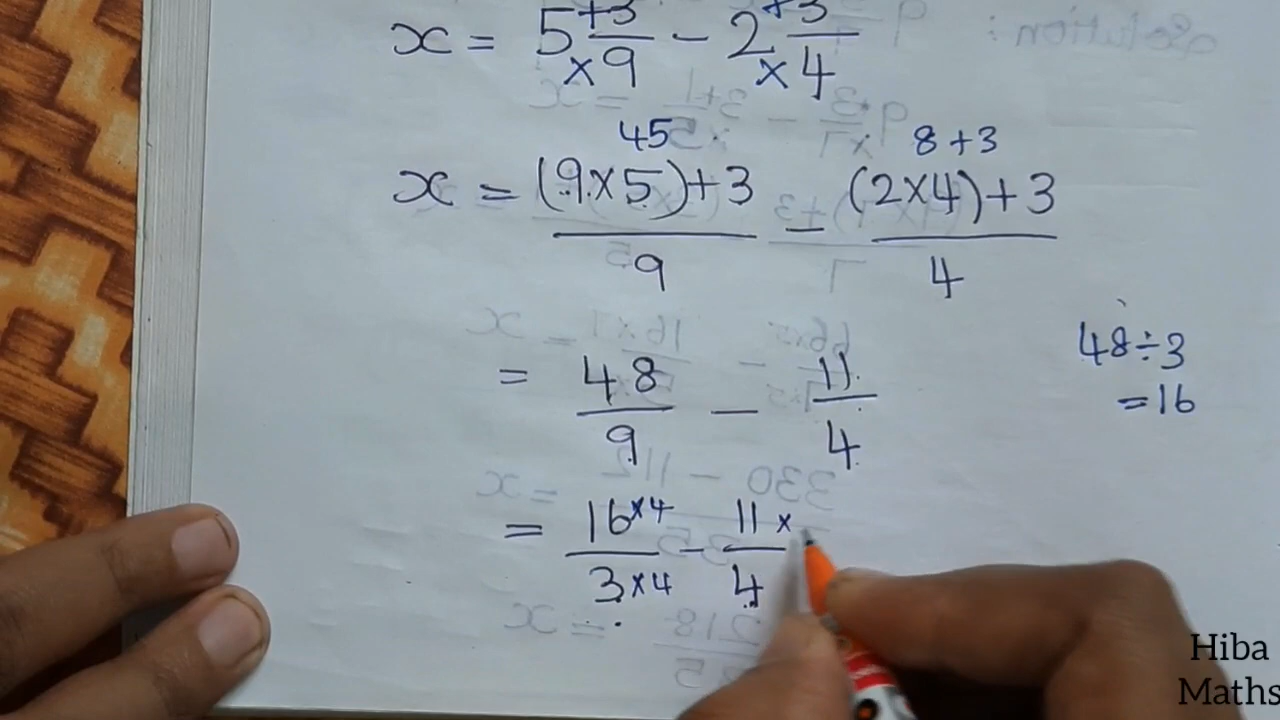 x = 5 +3/×9 - 2 +3/×4
45 8+3
x = (9×5)+3/9 - (2×4)+3/4
48÷3
= 48/9 - 11/4
=16
= 16×4/3×4 - 11×/4
Hiba
Maths